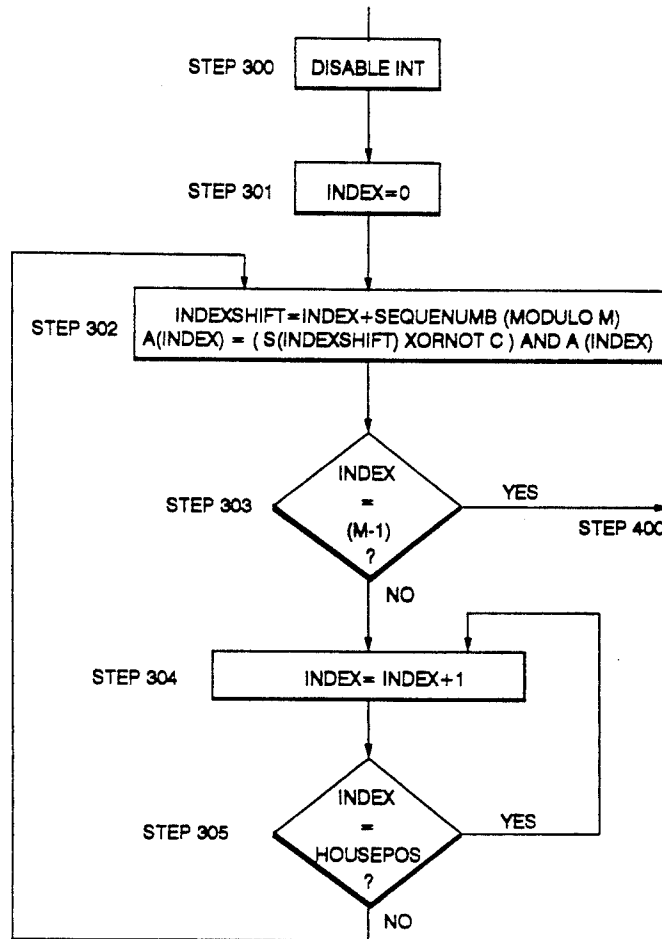 STEP 300
DISABLE INT
STEP 301
INDEX=0
STEP 302
INDEXSHIFT=INDEX+SEQUENUMB (MODULO M)
A(INDEX) = ( S(INDEXSHIFT) XORNOT C ) AND A (INDEX)
STEP 303
INDEX
=
(M-1)
?
YES
STEP 400
NO
STEP 304
INDEX= INDEX+1
STEP 305
INDEX
=
HOUSEPOS
?
YES
NO